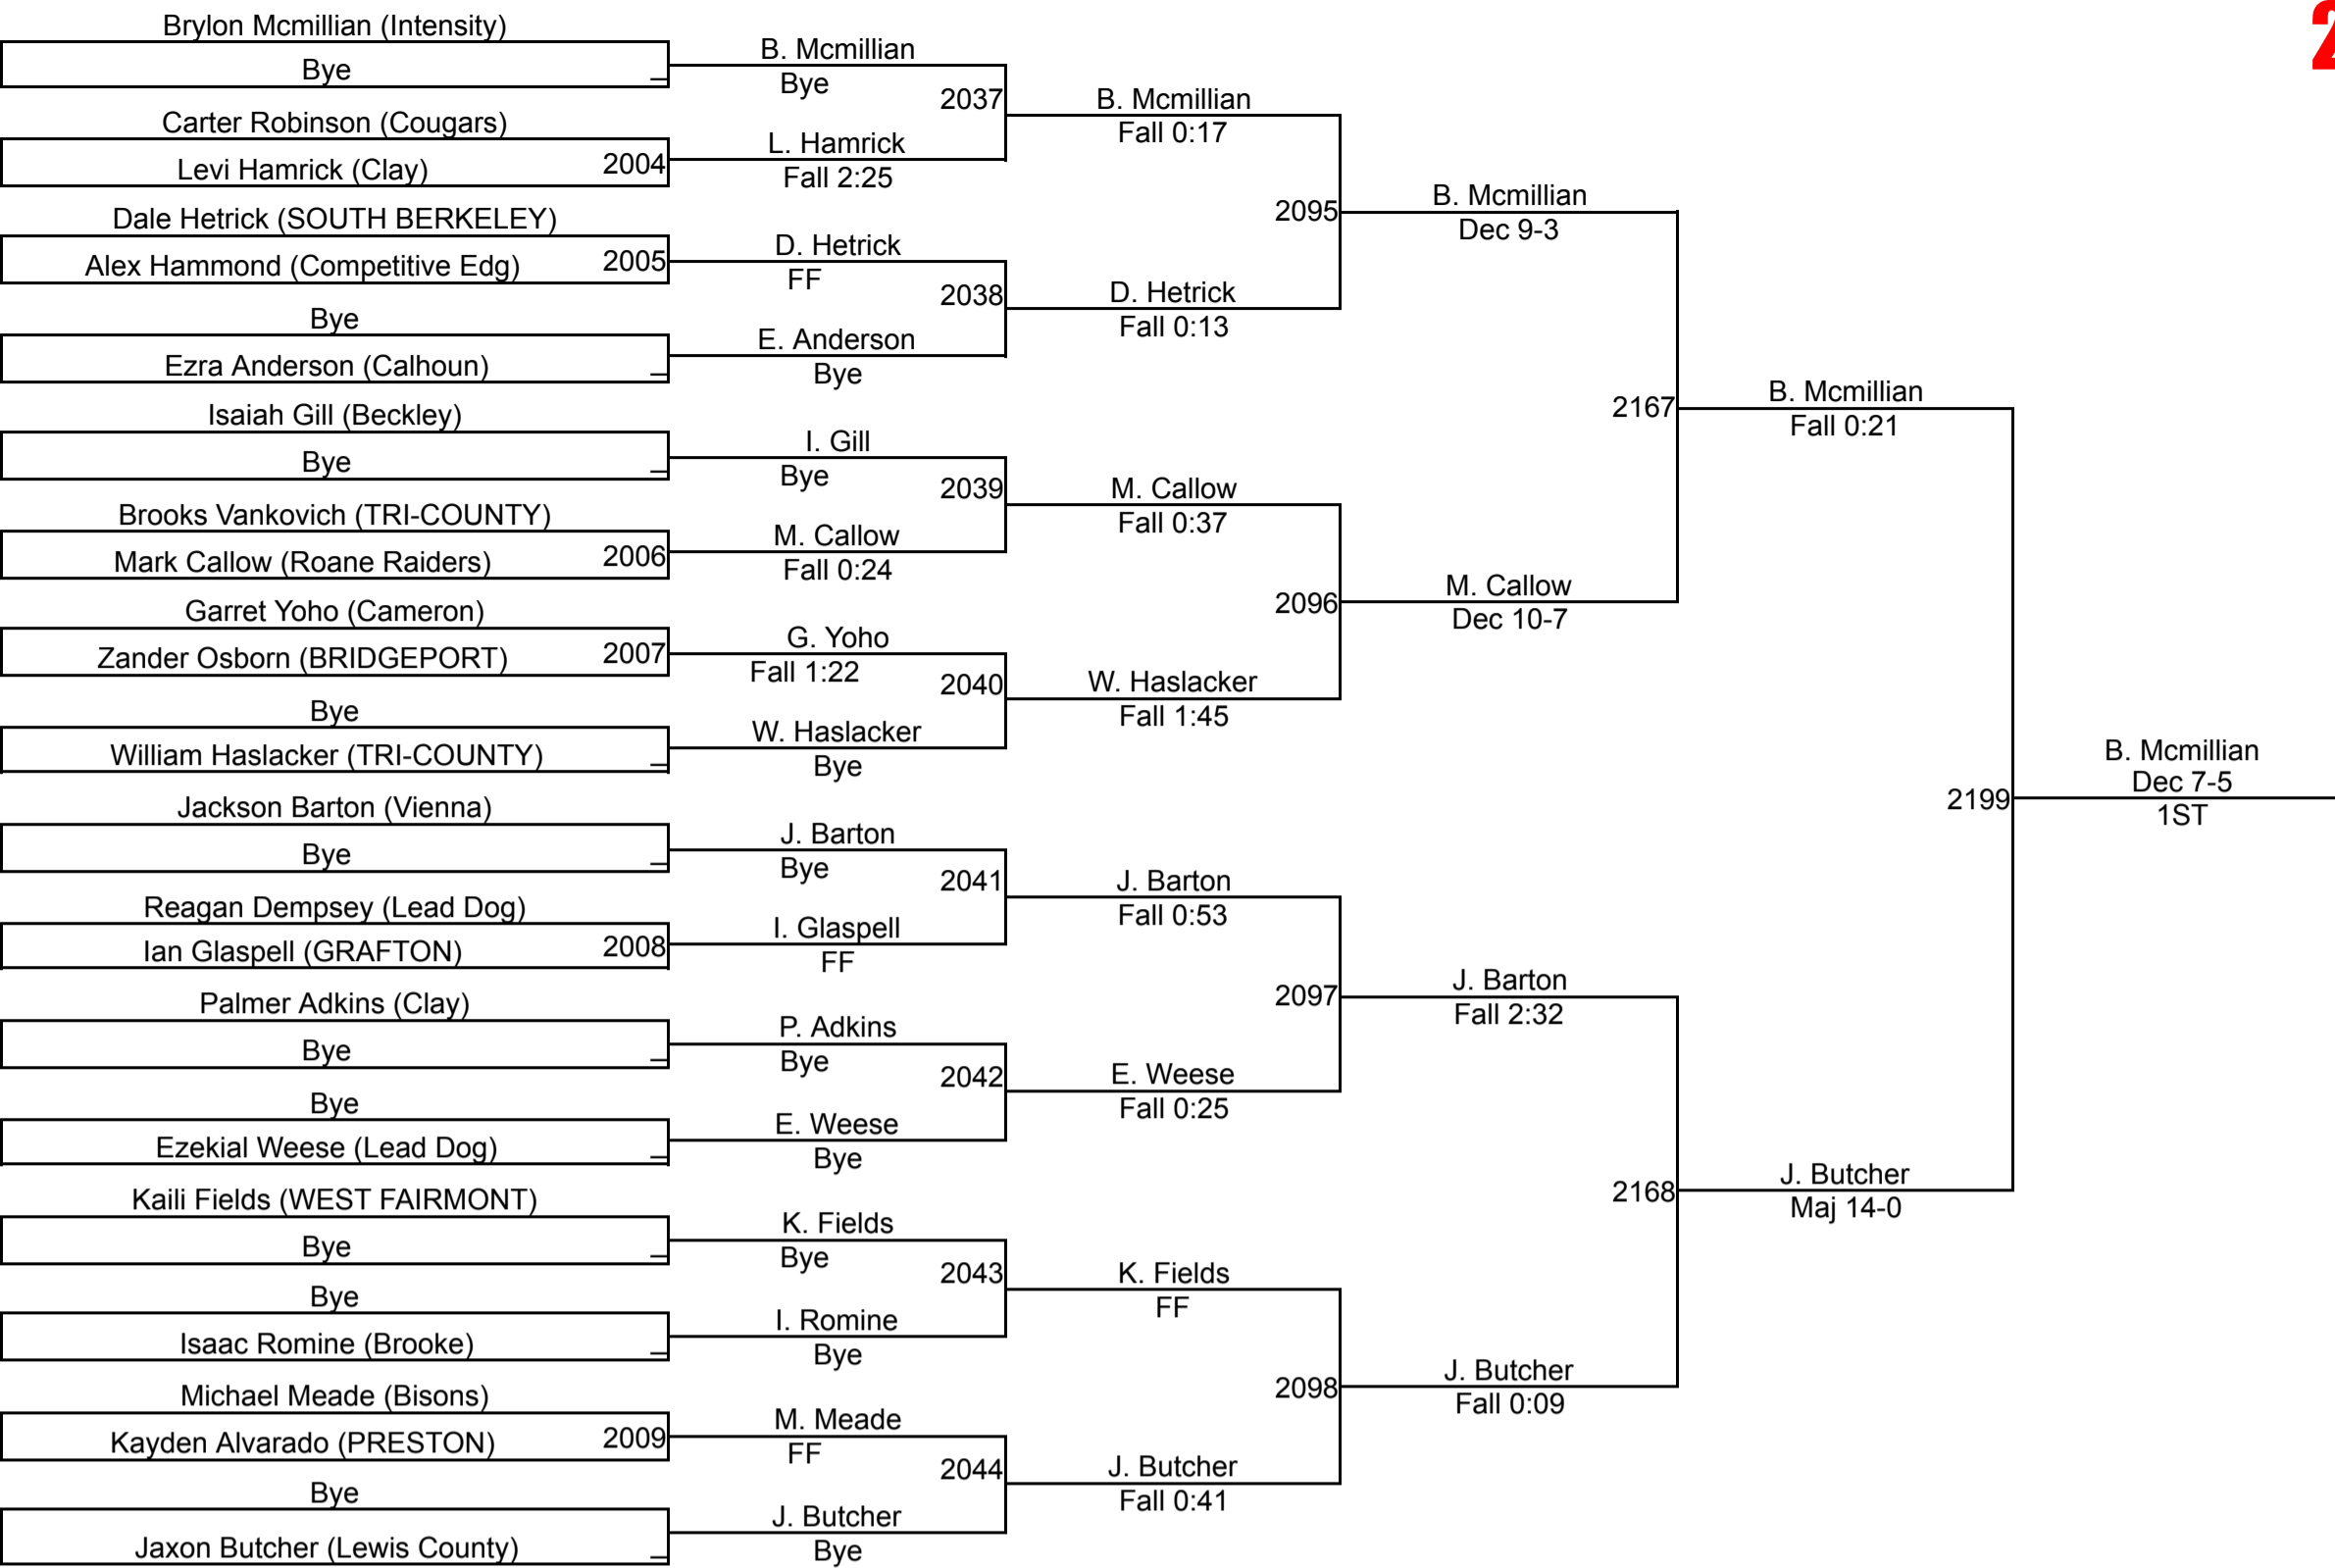 Brylon Mcmillian (Intensity)
Bye
Carter Robinson (Cougars)
Levi Hamrick (Clay)
2004
Dale Hetrick (SOUTH BERKELEY)
Alex Hammond (Competitive Edg)
2005
Bye
Ezra Anderson (Calhoun)
Isaiah Gill (Beckley)
Bye
Brooks Vankovich (TRI-COUNTY)
Mark Callow (Roane Raiders)
2006
Garret Yoho (Cameron)
Zander Osborn (BRIDGEPORT)
2007
Bye
William Haslacker (TRI-COUNTY)
Jackson Barton (Vienna)
Bye
Reagan Dempsey (Lead Dog)
Ian Glaspell (GRAFTON)
2008
Palmer Adkins (Clay)
Bye
Bye
Ezekial Weese (Lead Dog)
Kaili Fields (WEST FAIRMONT)
Bye
Bye
Isaac Romine (Brooke)
Michael Meade (Bisons)
Kayden Alvarado (PRESTON)
2009
Bye
Jaxon Butcher (Lewis County)
B. Mcmillian
Bye
2037
L. Hamrick
Fall 2:25
D. Hetrick
FF
2038
E. Anderson
Bye
I. Gill
Bye
2039
M. Callow
Fall 0:24
G. Yoho
Fall 1:22
2040
W. Haslacker
Bye
J. Barton
Bye
2041
I. Glaspell
FF
P. Adkins
Bye
2042
E. Weese
Bye
K. Fields
Bye
2043
I. Romine
Bye
M. Meade
FF
2044
J. Butcher
Bye
B. Mcmillian
Fall 0:17
2095
D. Hetrick
Fall 0:13
M. Callow
Fall 0:37
2096
W. Haslacker
Fall 1:45
J. Barton
Fall 0:53
2097
E. Weese
Fall 0:25
K. Fields
FF
2098
J. Butcher
Fall 0:41
B. Mcmillian
Dec 9-3
2167
M. Callow
Dec 10-7
J. Barton
Fall 2:32
2168
J. Butcher
Fall 0:09
B. Mcmillian
Fall 0:21
2199
J. Butcher
Maj 14-0
B. Mcmillian
Dec 7-5
1ST